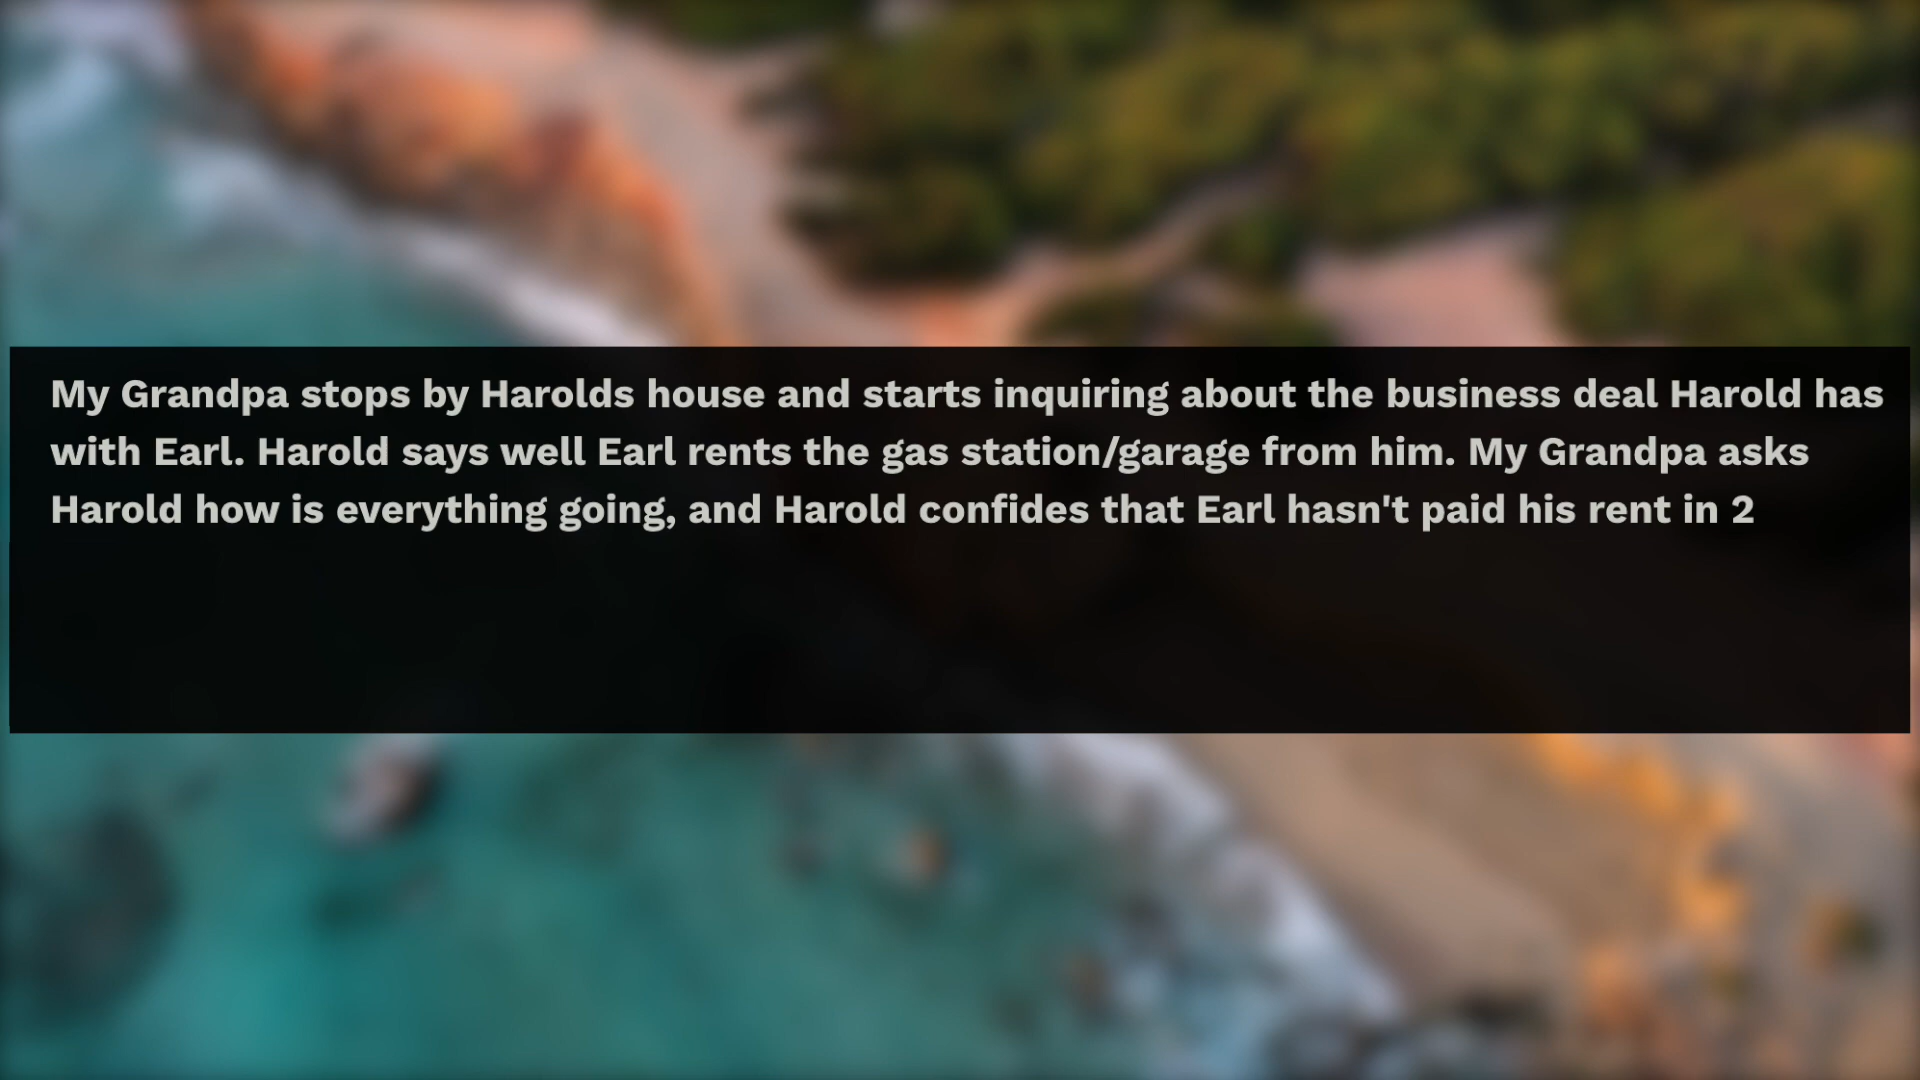 My Grandpa stops by Harolds house and starts inquiring about the business deal Harold has
with Earl. Harold says well Earl rents the gas station/garage from him. My Grandpa asks
Harold how is everything going, and Harold confides that Earl hasn't paid his rent in 2